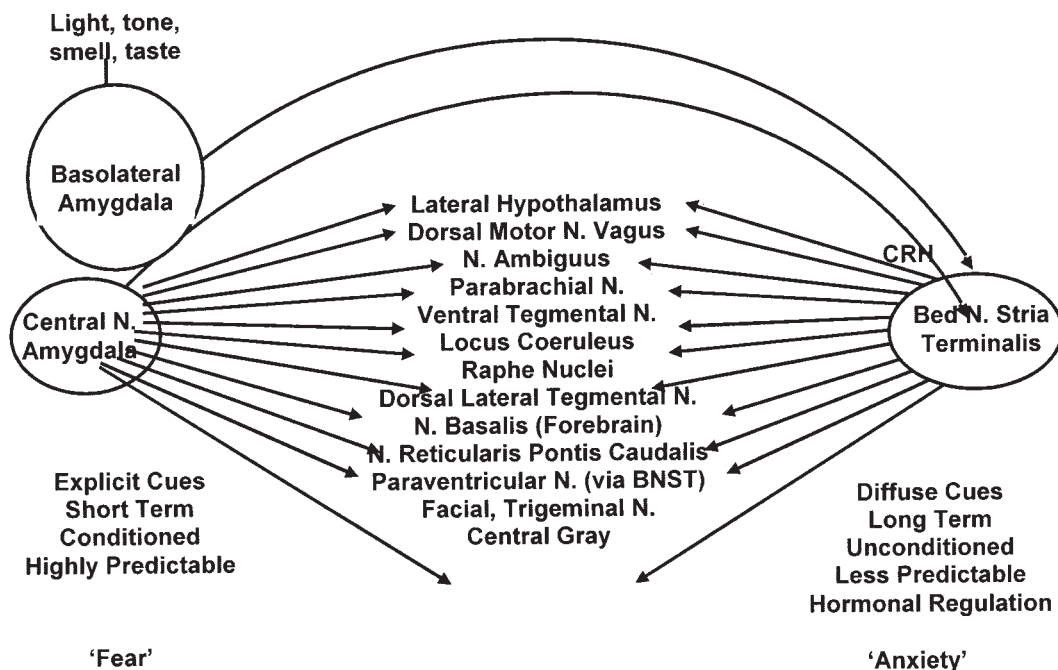 Light, tone,
smell, taste
Basolateral
Amygdala
Lateral Hypothalamus
Dorsal Motor N. Vagus
N. Ambiguus
Parabrachial N.
Ventral Tegmental N.
Locus Coeruleus
Raphe Nuclei
Dorsal Lateral Tegmental N.
N. Basalis (Forebrain)
N. Reticularis Pontis Caudalis
Paraventricular N. (via BNST)
Facial, Trigeminal N.
Central Gray
Central N.
Amygdala
CRH
Bed N. Stria
Terminalis
Explicit Cues
Short Term
Conditioned
Highly Predictable
Diffuse Cues
Long Term
Unconditioned
Less Predictable
Hormonal Regulation
‘Fear’
‘Anxiety’